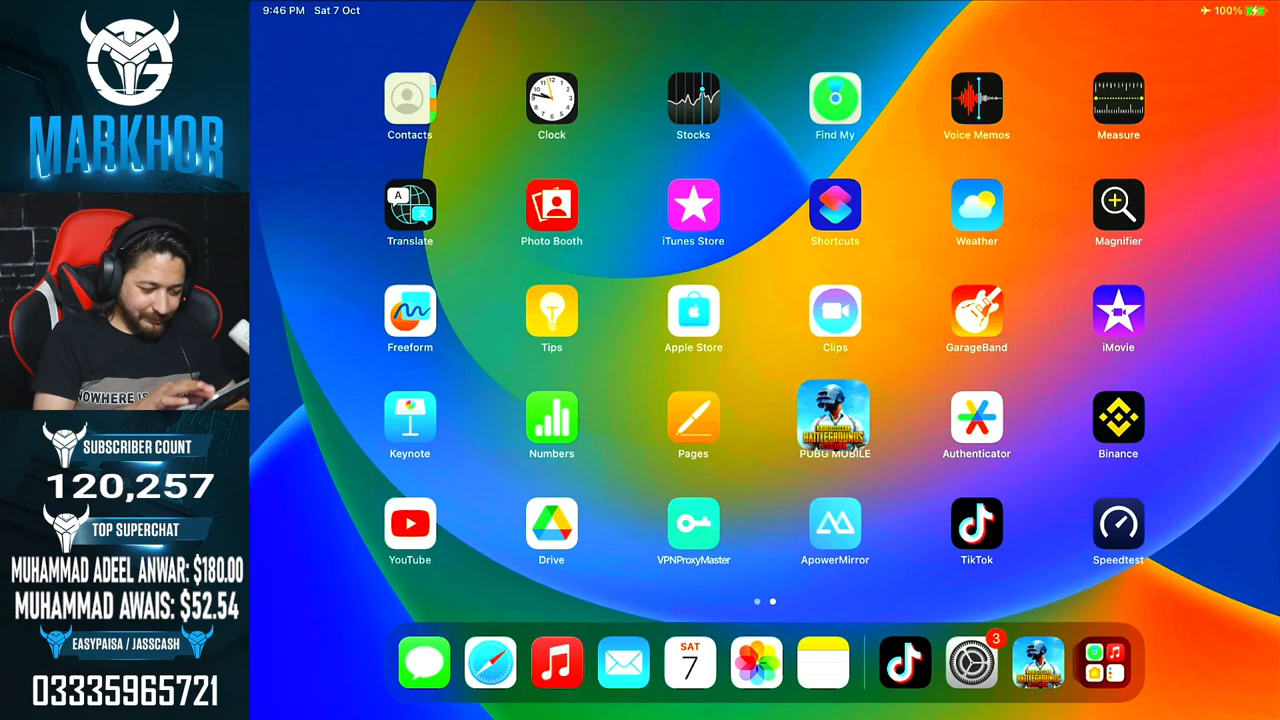 9:46 PM Sat 7 Oct
100%
MARKHOR
Contacts
Clock
Stocks
Find My
Voice Memos
Measure
Translate
Photo Booth
iTunes Store
Shortcuts
Weather
Magnifier
Freeform
Tips
Apple Store
Clips
GarageBand
iMovie
Keynote
Numbers
Pages
BATTLEGROUNDS
PUBG MOBILE
Authenticator
Binance
YouTube
Drive
VPNProxyMaster
ApowerMirror
TikTok
Speedtest
SAT
7
3
NOWHERE
SUBSCRIBER COUNT
120,257
TOP SUPERCHAT
MUHAMMAD ADEEL ANWAR: $180.00
MUHAMMAD AWAIS: $52.54
EASYPAISA / JASSCASH
03335965721